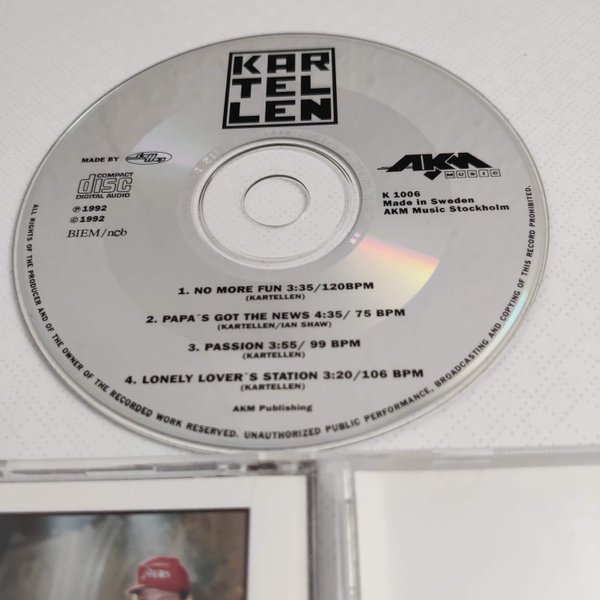 KAR
TEL
LEN
MADE BY
COMPACT
disc
DIGITAL AUDIO
℗ 1992
© 1992
BIEM/ncb
AKM
MUSIC
K 1006
Made in Sweden
AKM Music Stockholm
1. NO MORE FUN 3:35/120BPM
(KARTELLEN)
2. PAPA´S GOT THE NEWS 4:35/ 75 BPM
(KARTELLEN/IAN SHAW)
3. PASSION 3:55/ 99 BPM
(KARTELLEN)
4. LONELY LOVER´S STATION 3:20/106 BPM
(KARTELLEN)
AKM Publishing
ALL RIGHTS OF THE PRODUCER AND OF THE OWNER OF THE RECORDED WORK RESERVED. UNAUTHORIZED PUBLIC PERFORMANCE, BROADCASTING AND COPYING OF THIS RECORD PROHIBITED.